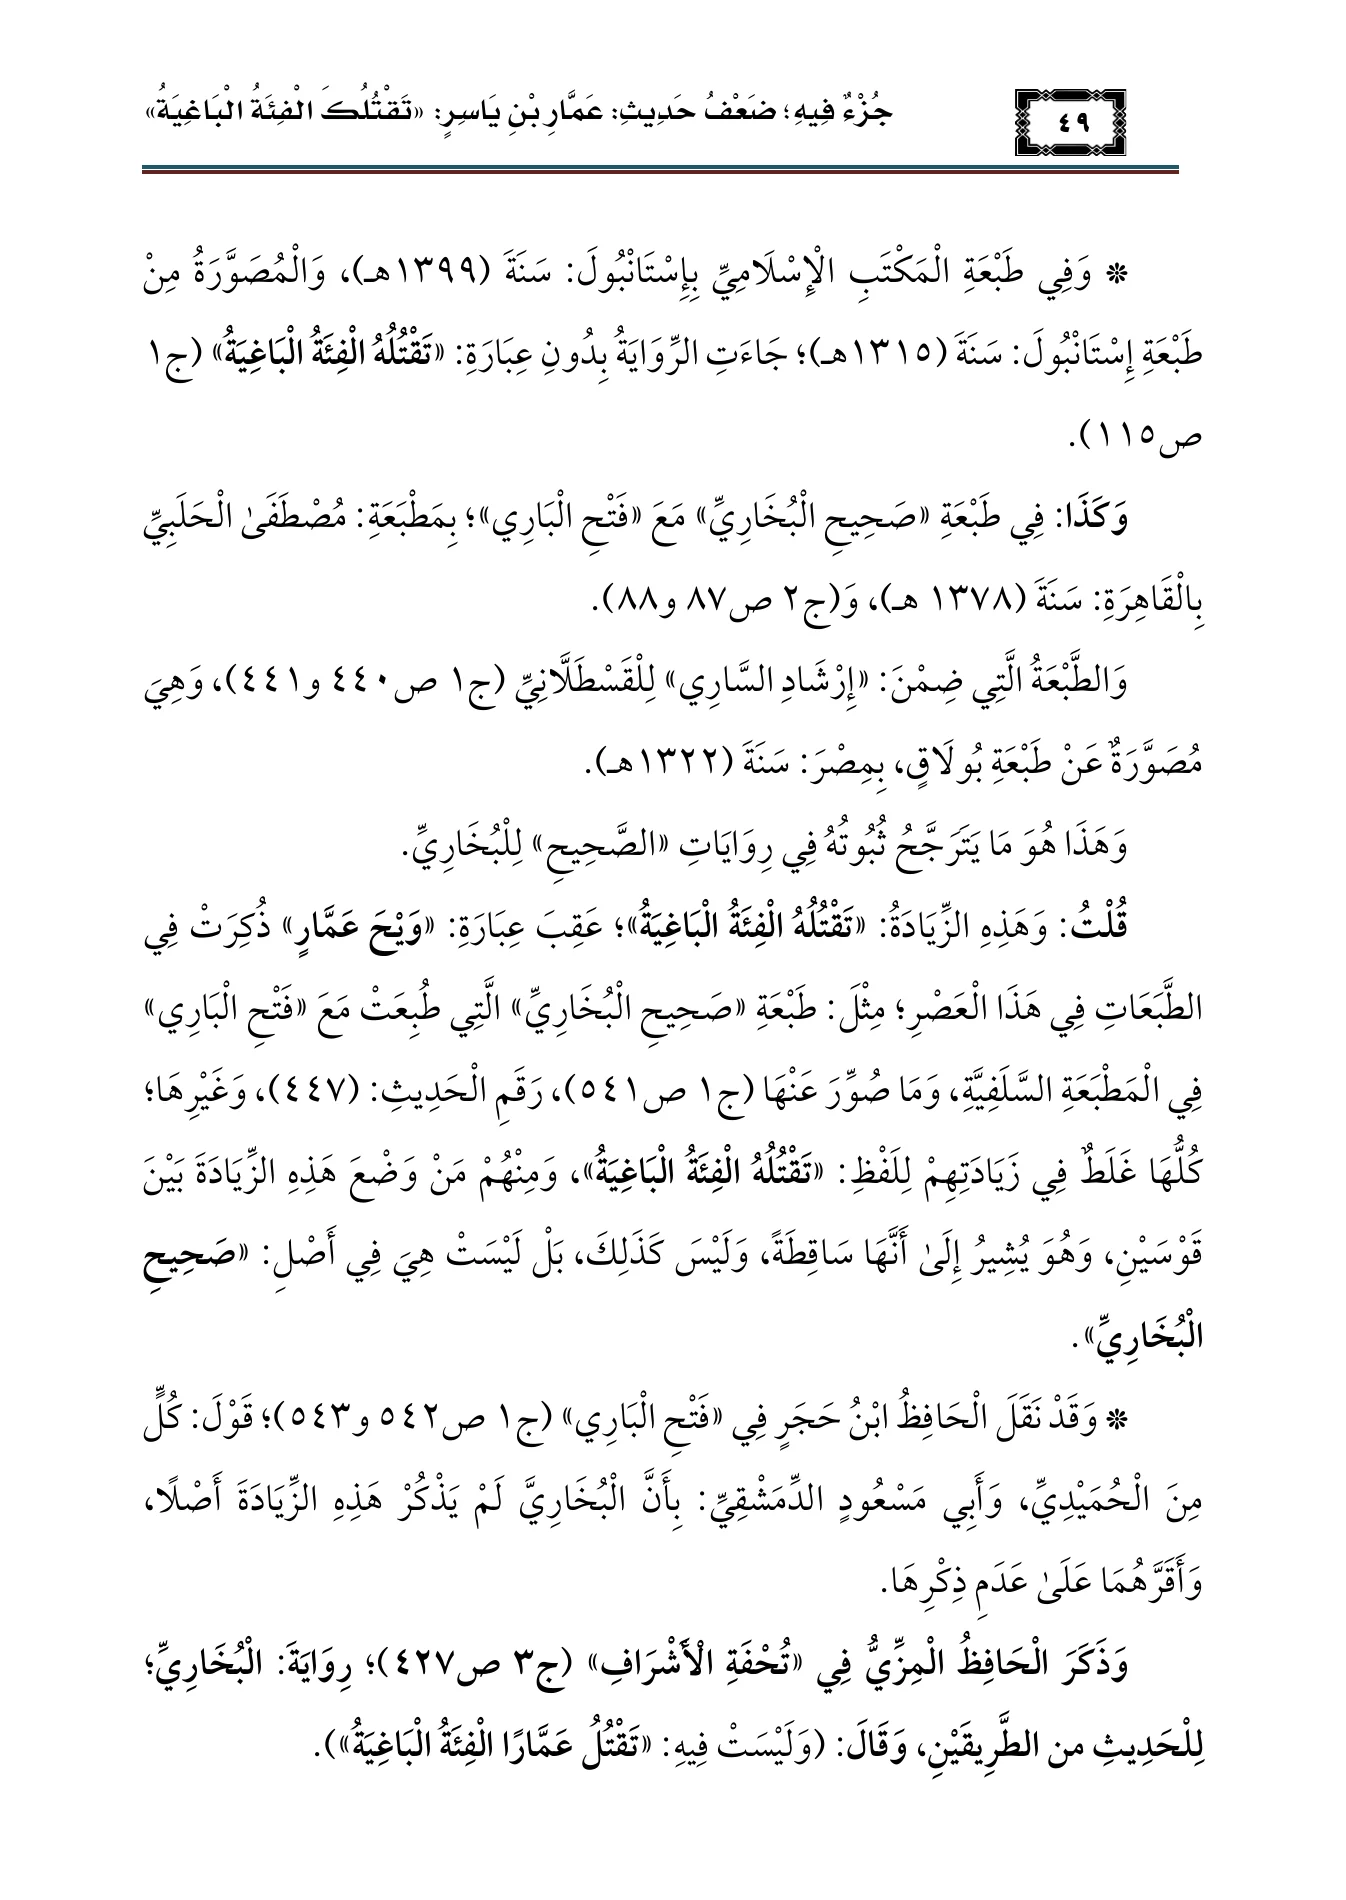 جُزْءٌ فِيهِ؛ ضَعْفُ حَدِيثِ: عَمَّارِ بْنِ يَاسِرٍ: «تَقْتُلُكَ الْفِئَةُ الْبَاغِيَةُ»
٤٩
❋ وَفِي طَبْعَةِ الْمَكْتَبِ الْإِسْلَامِيِّ بِإِسْتَانْبُولَ: سَنَةَ (١٣٩٩هـ)، وَالْمُصَوَّرَةُ مِنْ
طَبْعَةِ إِسْتَانْبُولَ: سَنَةَ (١٣١٥هـ)؛ جَاءَتِ الرِّوَايَةُ بِدُونِ عِبَارَةِ: «تَقْتُلُهُ الْفِئَةُ الْبَاغِيَةُ» (ج١
ص١١٥).
وَكَذَا: فِي طَبْعَةِ «صَحِيحِ الْبُخَارِيِّ» مَعَ «فَتْحِ الْبَارِي»؛ بِمَطْبَعَةِ: مُصْطَفَىٰ الْحَلَبِيِّ
بِالْقَاهِرَةِ: سَنَةَ (١٣٧٨ هـ)، وَ(ج٢ ص٨٧ و٨٨).
وَالطَّبْعَةُ الَّتِي ضِمْنَ: «إِرْشَادِ السَّارِي» لِلْقَسْطَلَّانِيِّ (ج١ ص٤٤٠ و٤٤١)، وَهِيَ
مُصَوَّرَةٌ عَنْ طَبْعَةِ بُولَاقٍ، بِمِصْرَ: سَنَةَ (١٣٢٢هـ).
وَهَذَا هُوَ مَا يَتَرَجَّحُ ثُبُوتُهُ فِي رِوَايَاتِ «الصَّحِيحِ» لِلْبُخَارِيِّ.
قُلْتُ: وَهَذِهِ الزِّيَادَةُ: «تَقْتُلُهُ الْفِئَةُ الْبَاغِيَةُ»؛ عَقِبَ عِبَارَةِ: «وَيْحَ عَمَّارٍ» ذُكِرَتْ فِي
الطَّبَعَاتِ فِي هَذَا الْعَصْرِ؛ مِثْلَ: طَبْعَةِ «صَحِيحِ الْبُخَارِيِّ» الَّتِي طُبِعَتْ مَعَ «فَتْحِ الْبَارِي»
فِي الْمَطْبَعَةِ السَّلَفِيَّةِ، وَمَا صُوِّرَ عَنْهَا (ج١ ص٥٤١)، رَقَمِ الْحَدِيثِ: (٤٤٧)، وَغَيْرِهَا؛
كُلُّهَا غَلَطٌ فِي زَيَادَتِهِمْ لِلَفْظِ: «تَقْتُلُهُ الْفِئَةُ الْبَاغِيَةُ»، وَمِنْهُمْ مَنْ وَضْعَ هَذِهِ الزِّيَادَةَ بَيْنَ
قَوْسَيْنِ، وَهُوَ يُشِيرُ إِلَىٰ أَنَّهَا سَاقِطَةً، وَلَيْسَ كَذَلِكَ، بَلْ لَيْسَتْ هِيَ فِي أَصْلِ: «صَحِيحِ
الْبُخَارِيِّ».
❋ وَقَدْ نَقَلَ الْحَافِظُ ابْنُ حَجَرٍ فِي «فَتْحِ الْبَارِي» (ج١ ص٥٤٢ و٥٤٣)؛ قَوْلَ: كُلٍّ
مِنَ الْحُمَيْدِيِّ، وَأَبِي مَسْعُودٍ الدِّمَشْقِيِّ: بِأَنَّ الْبُخَارِيَّ لَمْ يَذْكُرْ هَذِهِ الزِّيَادَةَ أَصْلًا،
وَأَقَرَّهُمَا عَلَىٰ عَدَمِ ذِكْرِهَا.
وَذَكَرَ الْحَافِظُ الْمِزِّيُّ فِي «تُحْفَةِ الْأَشْرَافِ» (ج٣ ص٤٢٧)؛ رِوَايَةَ: الْبُخَارِيِّ؛
لِلْحَدِيثِ من الطَّرِيقَيْنِ، وَقَالَ: (وَلَيْسَتْ فِيهِ: «تَقْتُلُ عَمَّارًا الْفِئَةُ الْبَاغِيَةُ»).